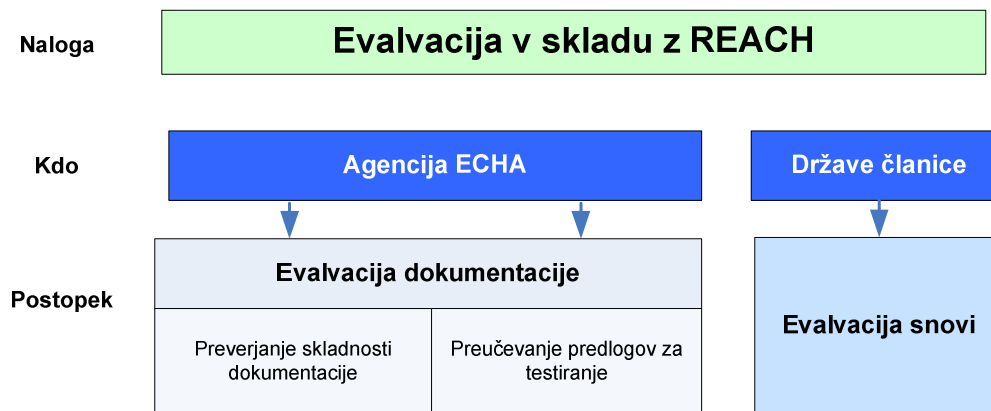 Naloga
Evalvacija v skladu z REACH
Kdo
Agencija ECHA
Države članice
Postopek
Evalvacija dokumentacije
Preverjanje skladnosti
dokumentacije
Preučevanje predlogov za
testiranje
Evalvacija snovi